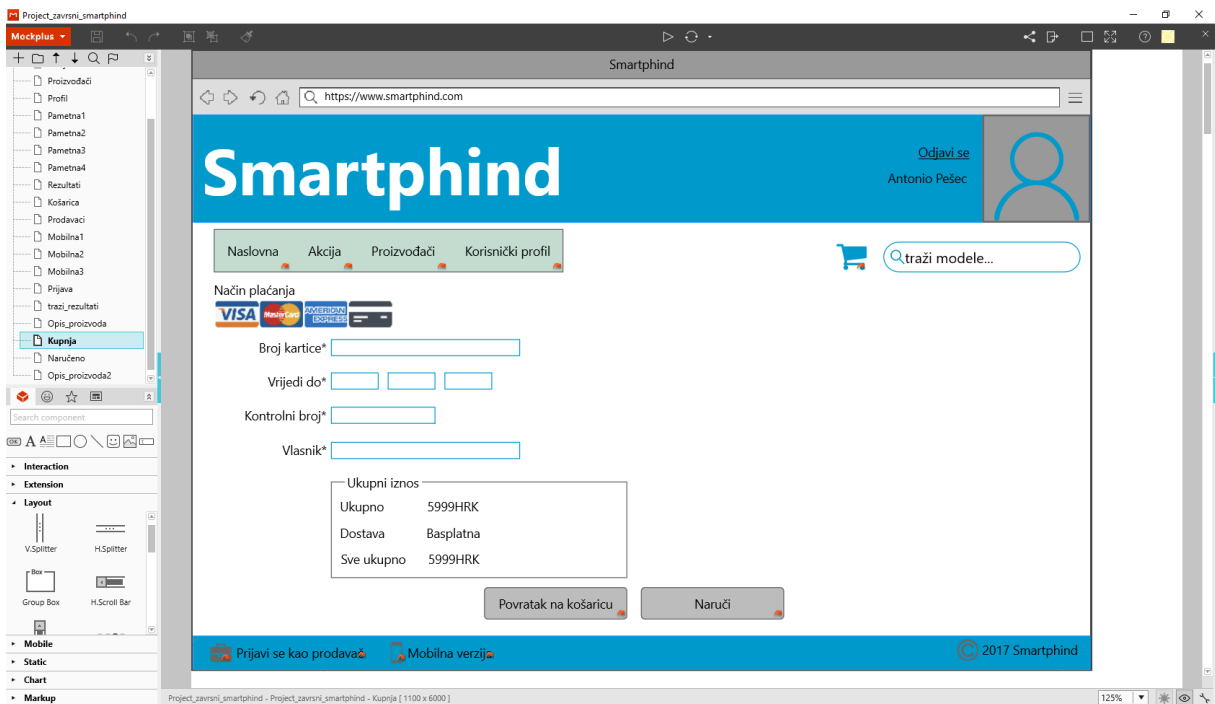 Project_zavrsni_smartphind
Mockplus
Proizvođači
Profil
Pametna1
Pametna2
Pametna3
Pametna4
Rezultati
Košarica
Prodavaci
Mobilna1
Mobilna2
Mobilna3
Prijava
trazi_rezultati
Opis_proizvoda
Kupnja
Naručeno
Opis_proizvoda2
Search component
OK
Interaction
Extension
Layout
V.Splitter H.Splitter
Box
Group Box H.Scroll Bar
Mobile
Static
Chart
Markup
Smartphind
https://www.smartphind.com
Smartphind
Odjavi se
Antonio Pešec
Naslovna Akcija Proizvođači Korisnički profil
traži modele...
Način plaćanja
VISA MasterCard AMERICAN EXPRESS
Broj kartice*
Vrijedi do*
Kontrolni broj*
Vlasnik*
Ukupni iznos
Ukupno 5999HRK
Dostava Basplatna
Sve ukupno 5999HRK
Povratak na košaricu Naruči
Prijavi se kao prodavač Mobilna verzija © 2017 Smartphind
Project_zavrsni_smartphind - Project_zavrsni_smartphind - Kupnja [ 1100 x 6000 ] 125%